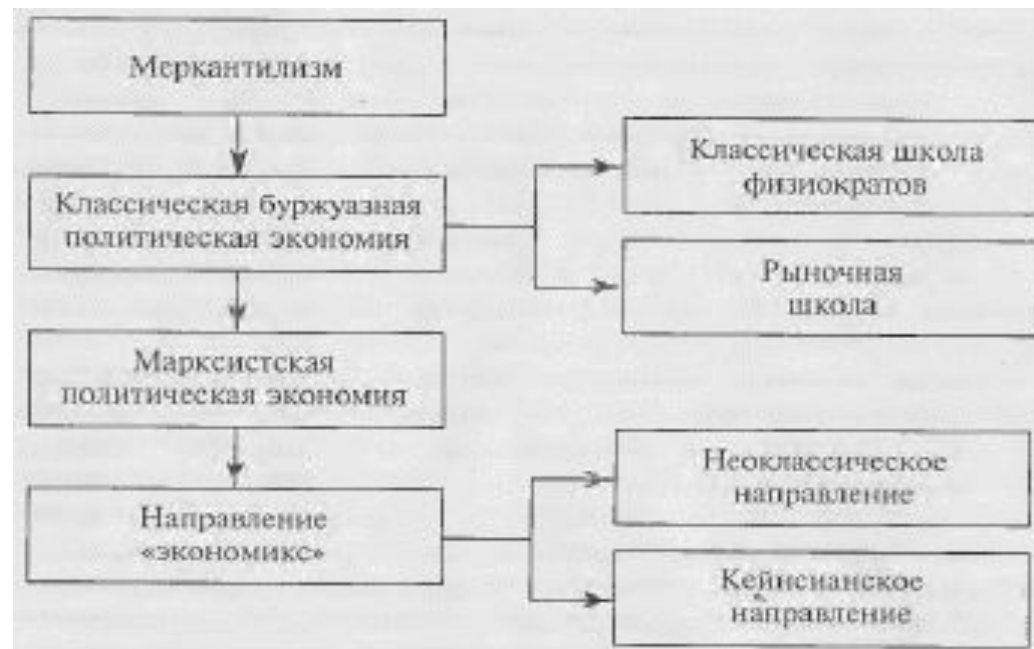 Меркантилизм
Классическая буржуазная
политическая экономия
Классическая школа
физиократов
Рыночная
школа
Марксистская
политическая экономия
Направление
«экономикс»
Неоклассическое
направление
Кейнсианское
направление